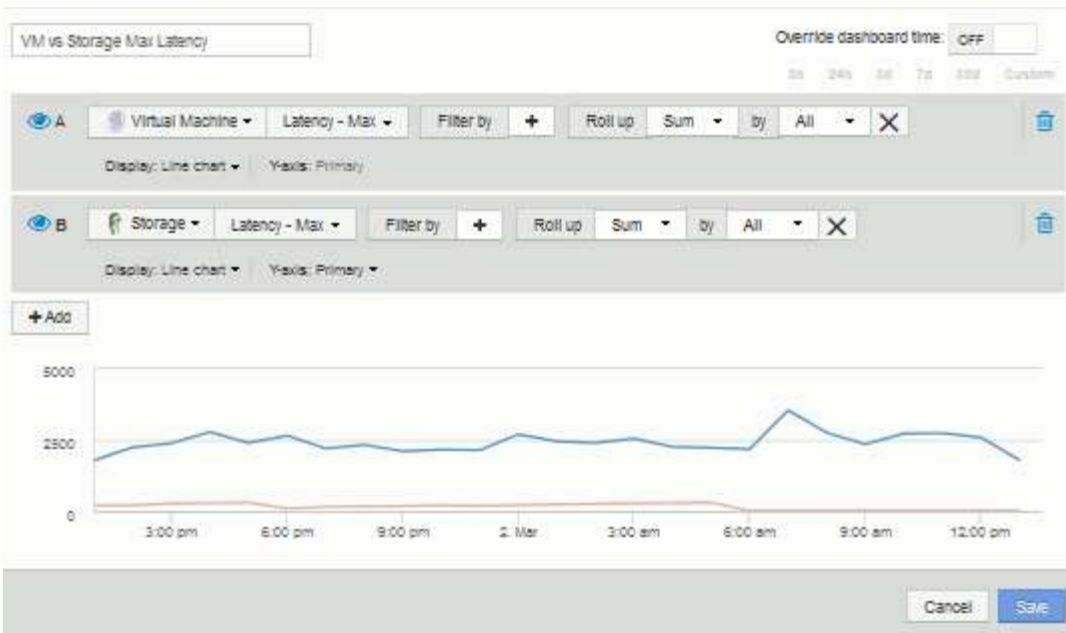 VM vs Storage Max Latency
Override dashboard time: OFF
3h 24h 3d 7d 30d Custom
A Virtual Machine Latency - Max Filter by + Roll up Sum by All
Display: Line chart Y-axis: Primary
B Storage Latency - Max Filter by + Roll up Sum by All
Display: Line chart Y-axis: Primary
+ Add
5000
2500
0
3:00 pm 6:00 pm 9:00 pm 2. Mar 3:00 am 6:00 am 9:00 am 12:00 pm
Cancel Save